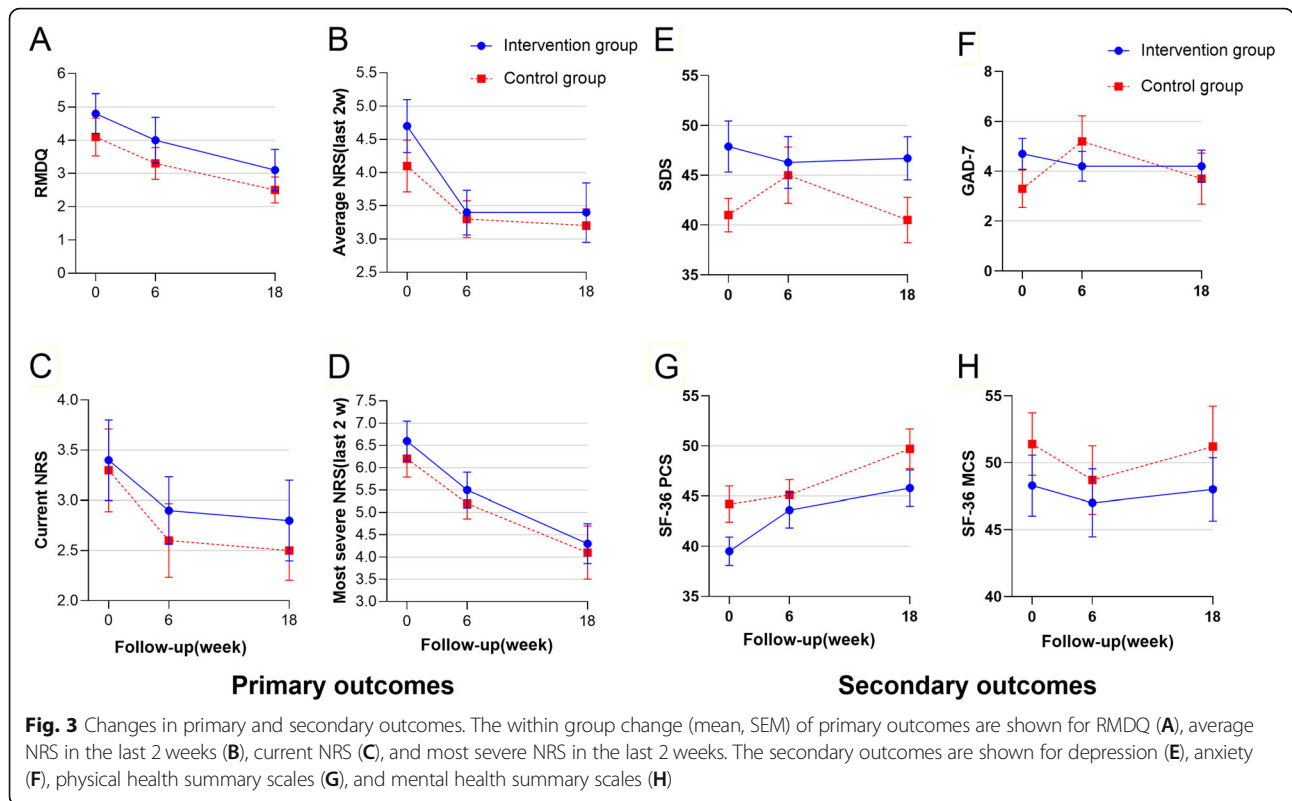 A
RMDQ
6
5
4
3
2
1
0
0 6 18
B
Intervention group
Control group
Average NRS(last 2w)
5.5
5.0
4.5
4.0
3.5
3.0
2.5
0 6 18
E
SDS
55
50
45
40
35
0 6 18
F
Intervention group
Control group
GAD-7
8
6
4
2
0
0 6 18
C
Current NRS
4.0
3.5
3.0
2.5
2.0
0 6 18
Follow-up(week)
D
Most severe NRS(last 2 w)
7.5
7.0
6.5
6.0
5.5
5.0
4.5
4.0
3.5
3.0
0 6 18
Follow-up(week)
G
SF-36 PCS
55
50
45
40
35
0 6 18
Follow-up(week)
H
SF-36 MCS
55
50
45
40
0 6 18
Follow-up(week)
Primary outcomes
Secondary outcomes
Fig. 3 Changes in primary and secondary outcomes. The within group change (mean, SEM) of primary outcomes are shown for RMDQ (A), average
NRS in the last 2 weeks (B), current NRS (C), and most severe NRS in the last 2 weeks. The secondary outcomes are shown for depression (E), anxiety
(F), physical health summary scales (G), and mental health summary scales (H)